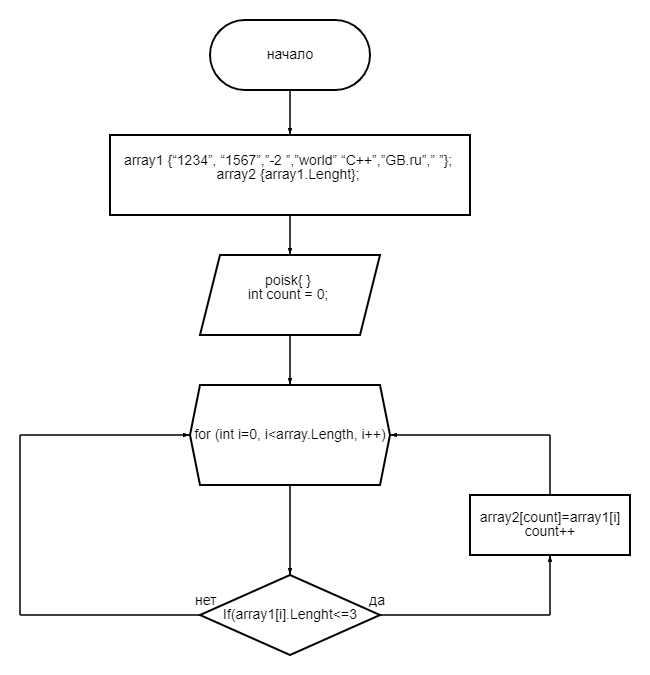 начало
array1 {“1234”, “1567”,”-2 ”,”world” “C++”,”GB.ru”,” ”};
array2 {array1.Lenght};
poisk{ }
int count = 0;
for (int i=0, i<array.Length, i++)
array2[count]=array1[i]
count++
нет
да
If(array1[i].Lenght<=3